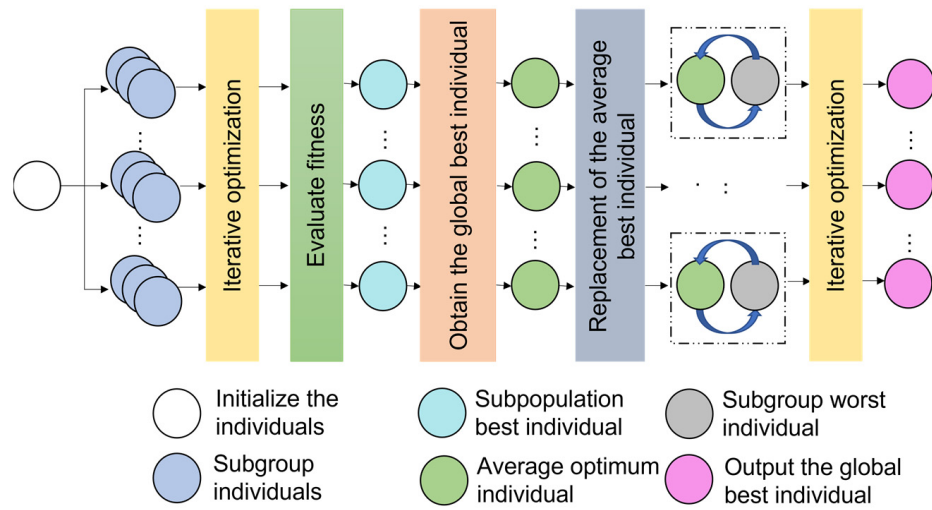 Iterative optimization
Evaluate fitness
Obtain the global best individual
Replacement of the average
best individual
Iterative optimization
Initialize the
individuals
Subpopulation
best individual
Subgroup worst
individual
Subgroup
individuals
Average optimum
individual
Output the global
best individual